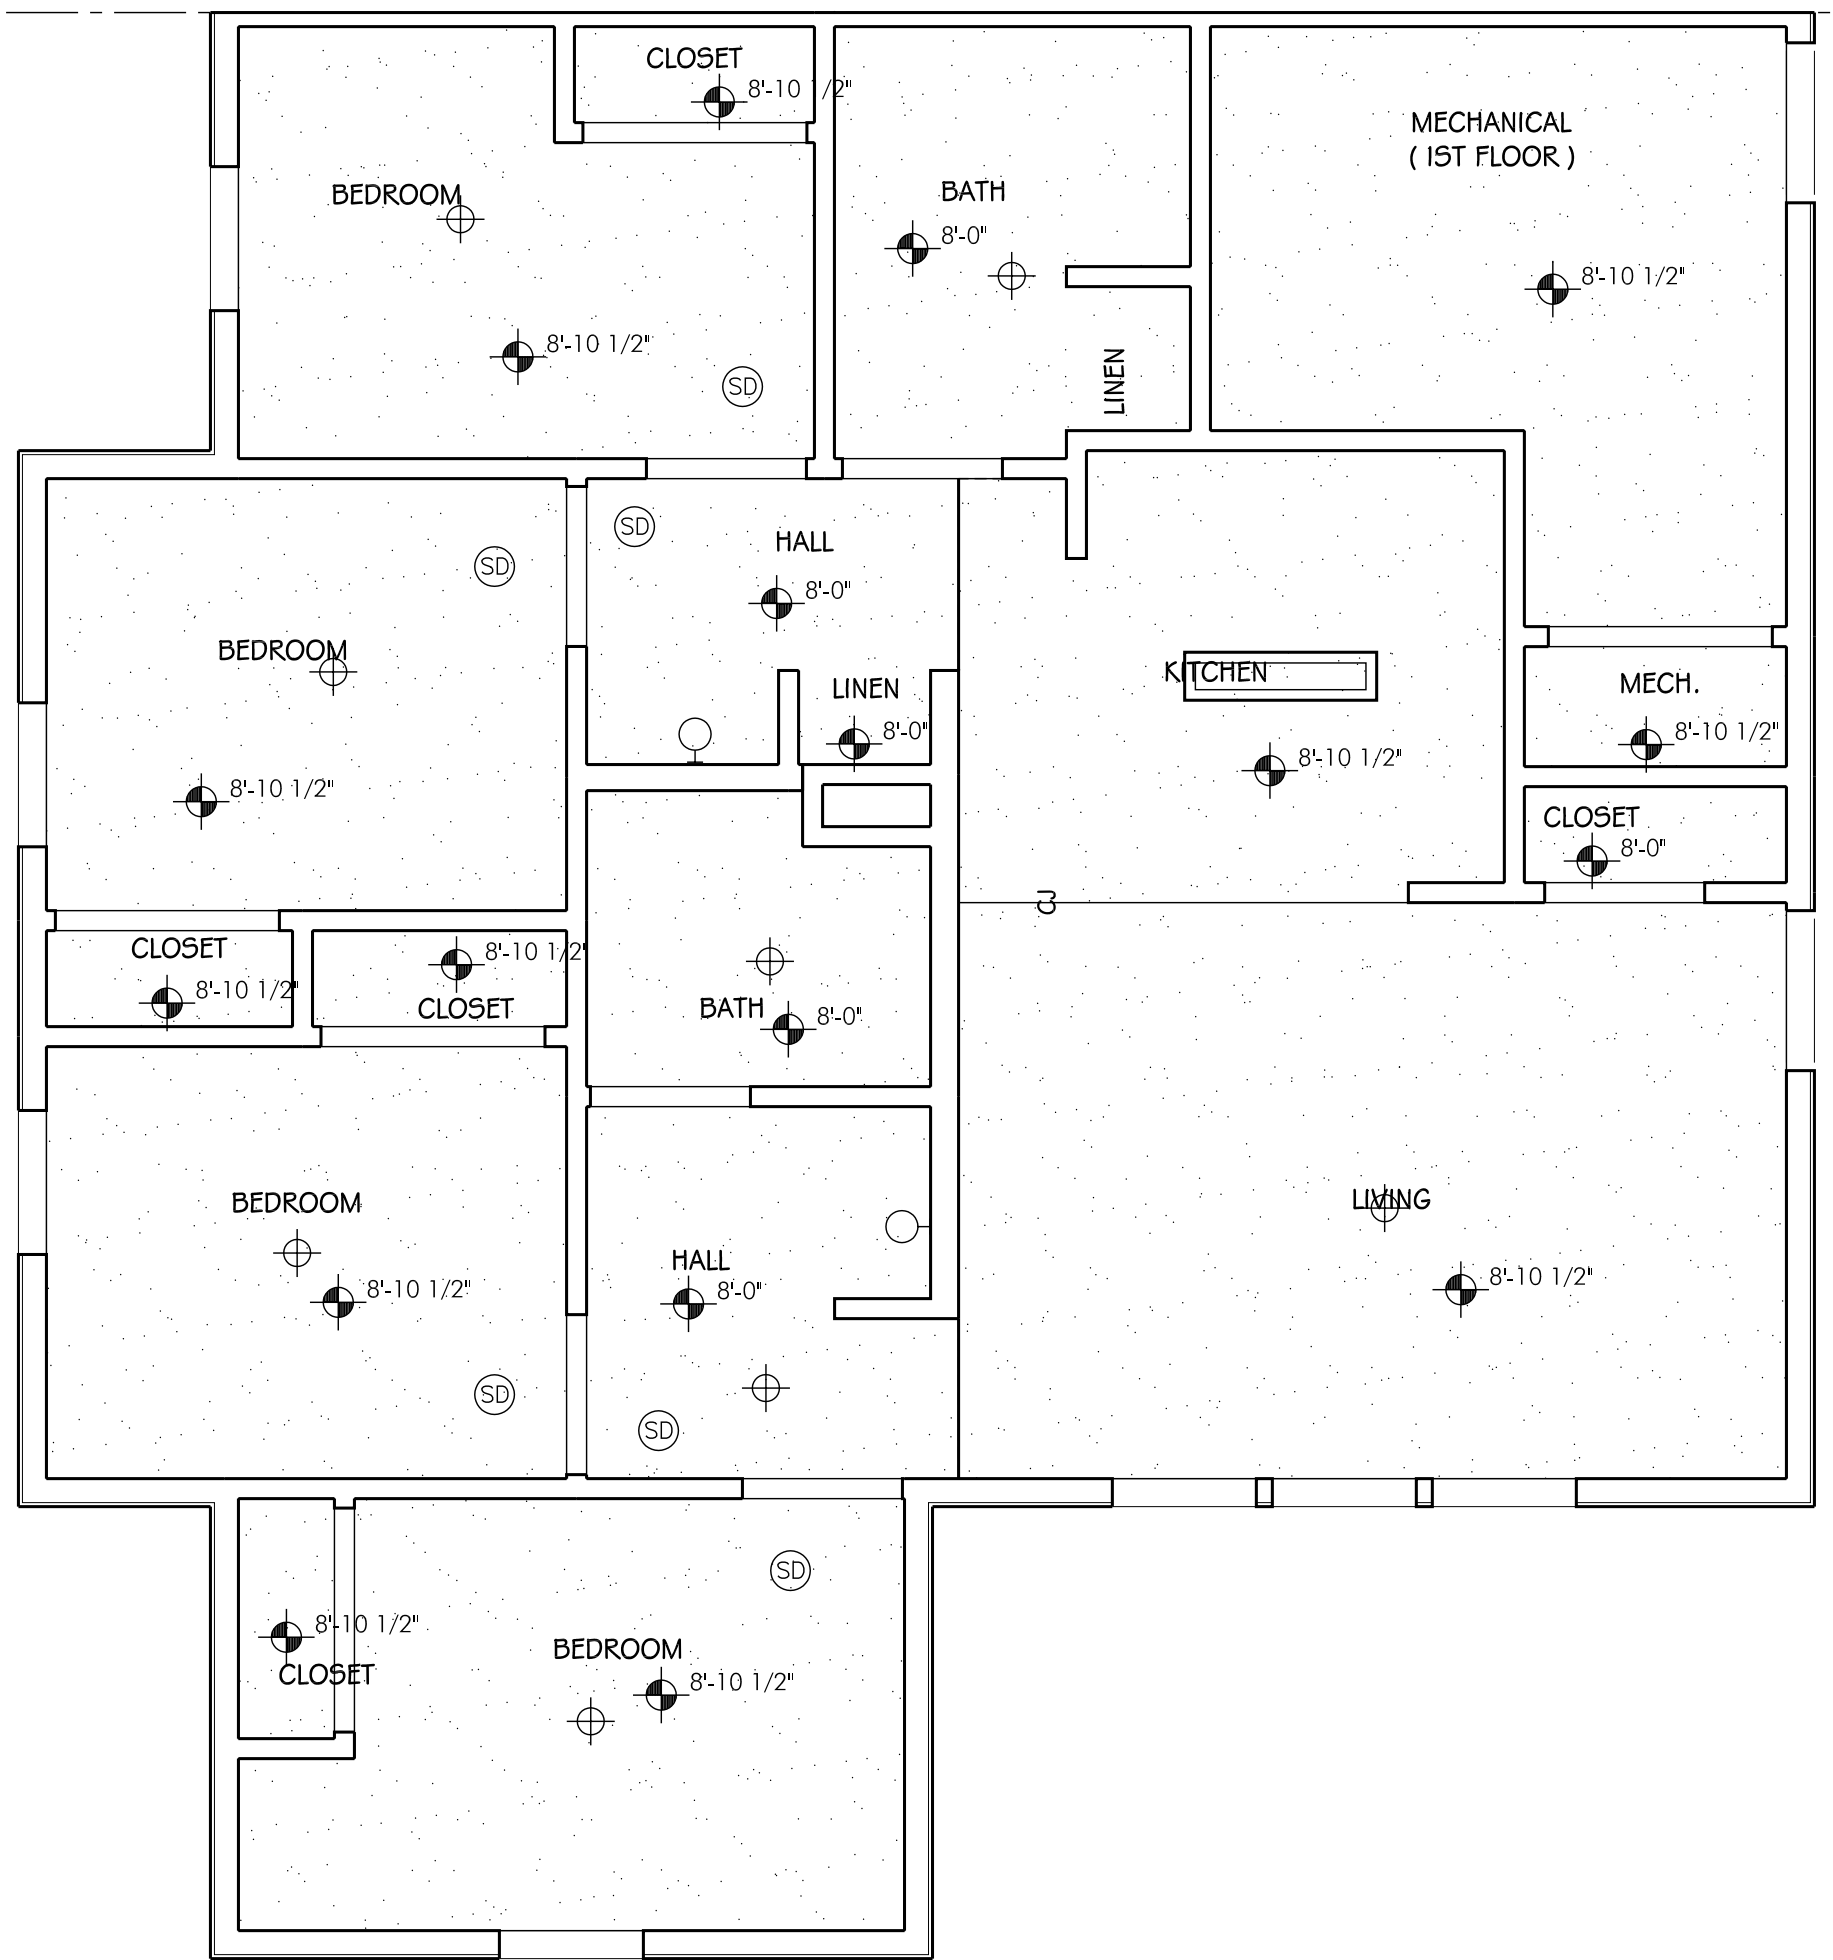 CLOSET
8'-10 1/2"
MECHANICAL
( 1ST FLOOR )
BEDROOM
BATH
8'-0"
8'-10 1/2"
8'-10 1/2"
SD
LINEN
SD
HALL
SD
8'-0"
BEDROOM
KITCHEN
MECH.
LINEN
8'-0"
8'-10 1/2"
8'-10 1/2"
8'-10 1/2"
CLOSET
8'-0"
CJ
CLOSET
8'-10 1/2"
8'-10 1/2"
CLOSET
BATH
8'-0"
BEDROOM
LIVING
HALL
8'-10 1/2"
8'-0"
8'-10 1/2"
SD
SD
SD
8'-10 1/2"
CLOSET
BEDROOM
8'-10 1/2"